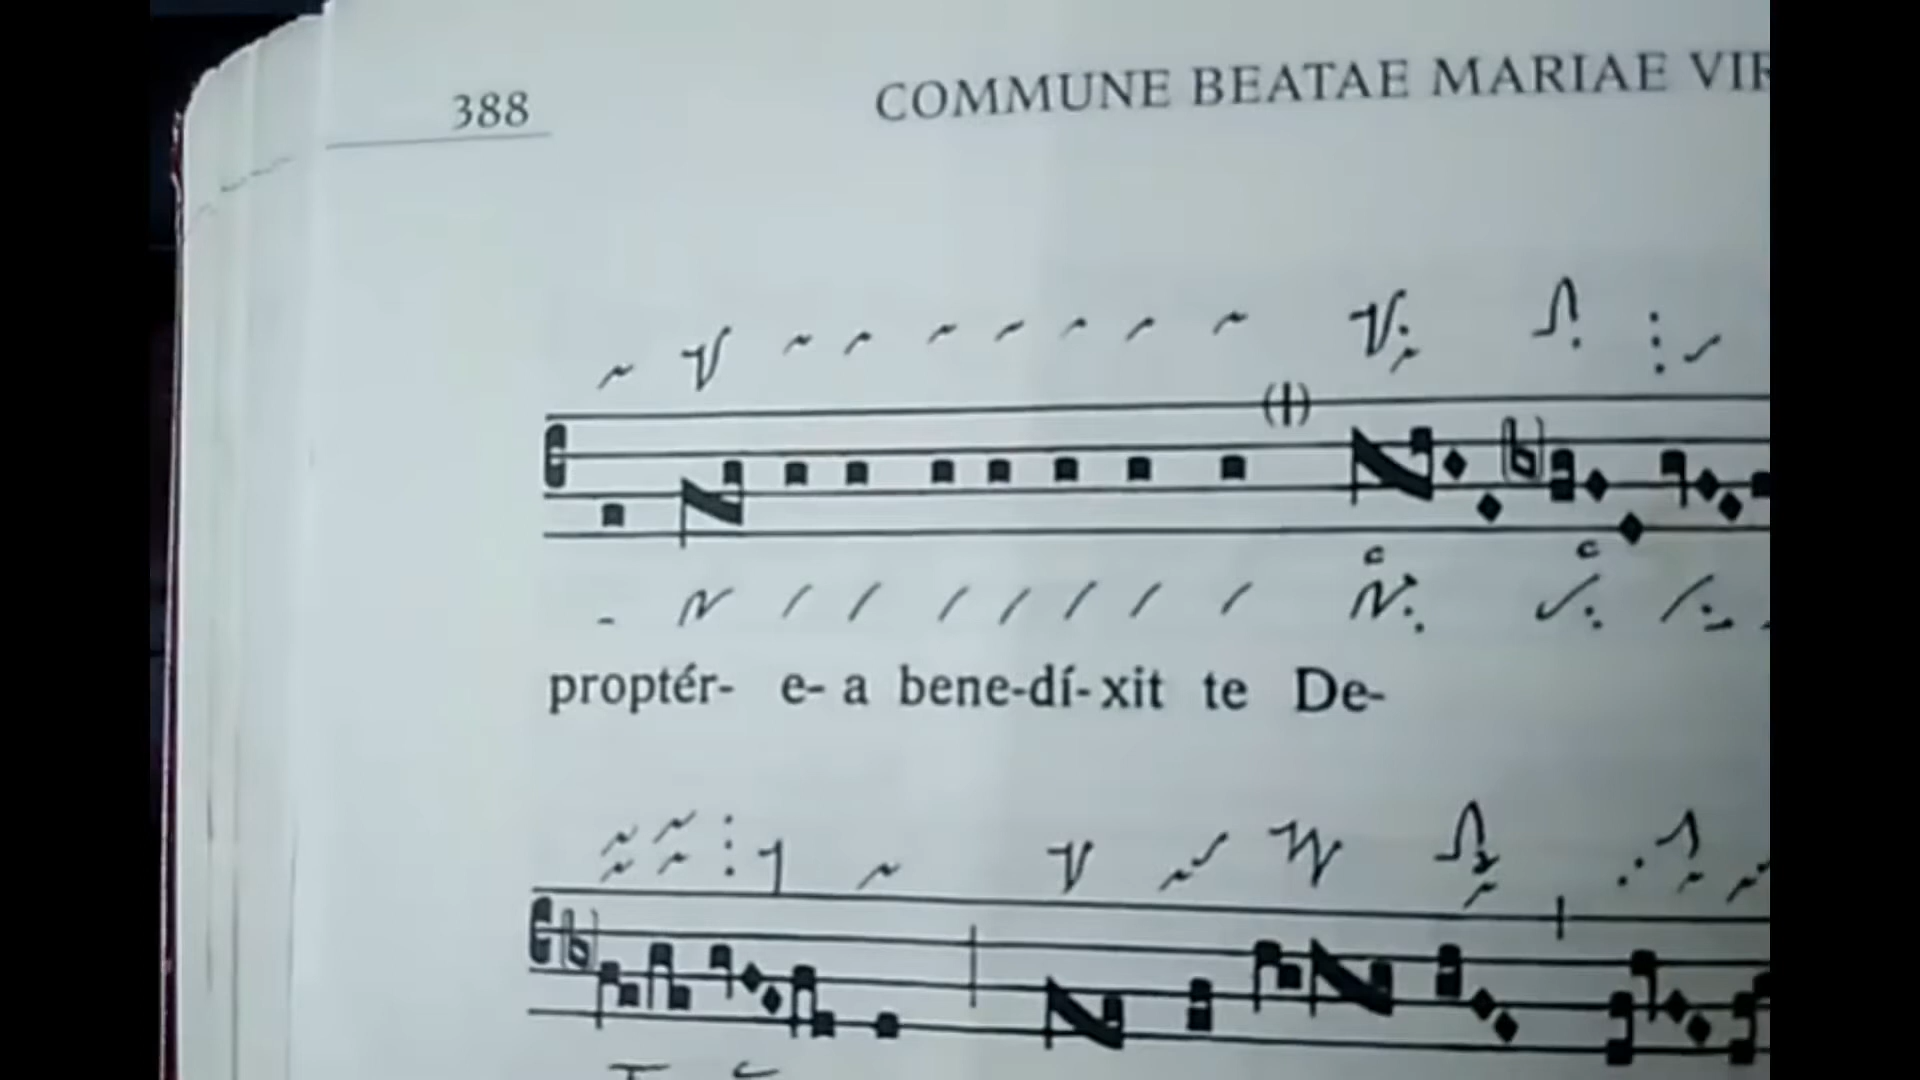 388
COMMUNE BEATAE MARIAE VIR
proptér- e- a bene-dí- xit te De-